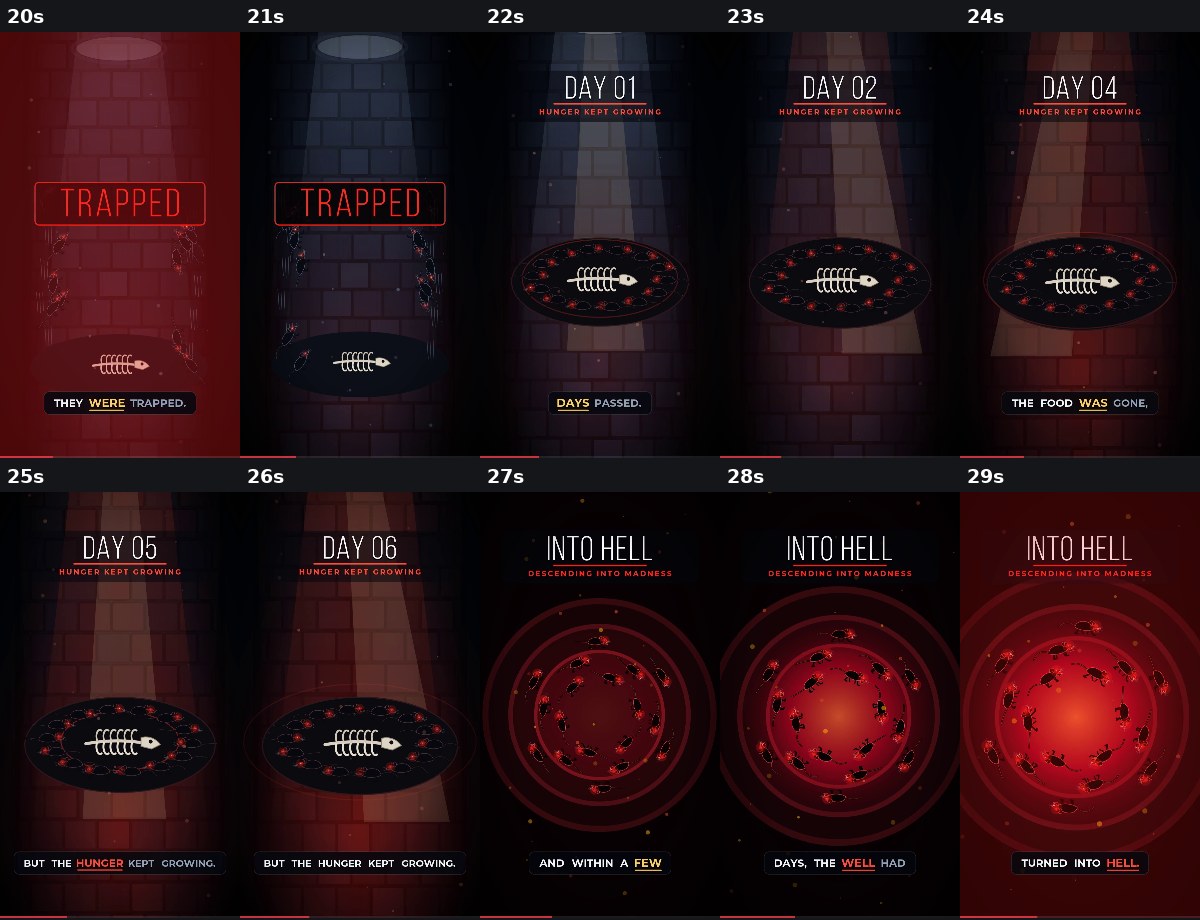 20s
TRAPPED
THEY WERE TRAPPED.
21s
TRAPPED
22s
DAY 01
HUNGER KEPT GROWING
DAYS PASSED.
23s
DAY 02
HUNGER KEPT GROWING
24s
DAY 04
HUNGER KEPT GROWING
THE FOOD WAS GONE,
25s
DAY 05
HUNGER KEPT GROWING
BUT THE HUNGER KEPT GROWING.
26s
DAY 06
HUNGER KEPT GROWING
BUT THE HUNGER KEPT GROWING.
27s
INTO HELL
DESCENDING INTO MADNESS
AND WITHIN A FEW
28s
INTO HELL
DESCENDING INTO MADNESS
DAYS, THE WELL HAD
29s
INTO HELL
DESCENDING INTO MADNESS
TURNED INTO HELL.